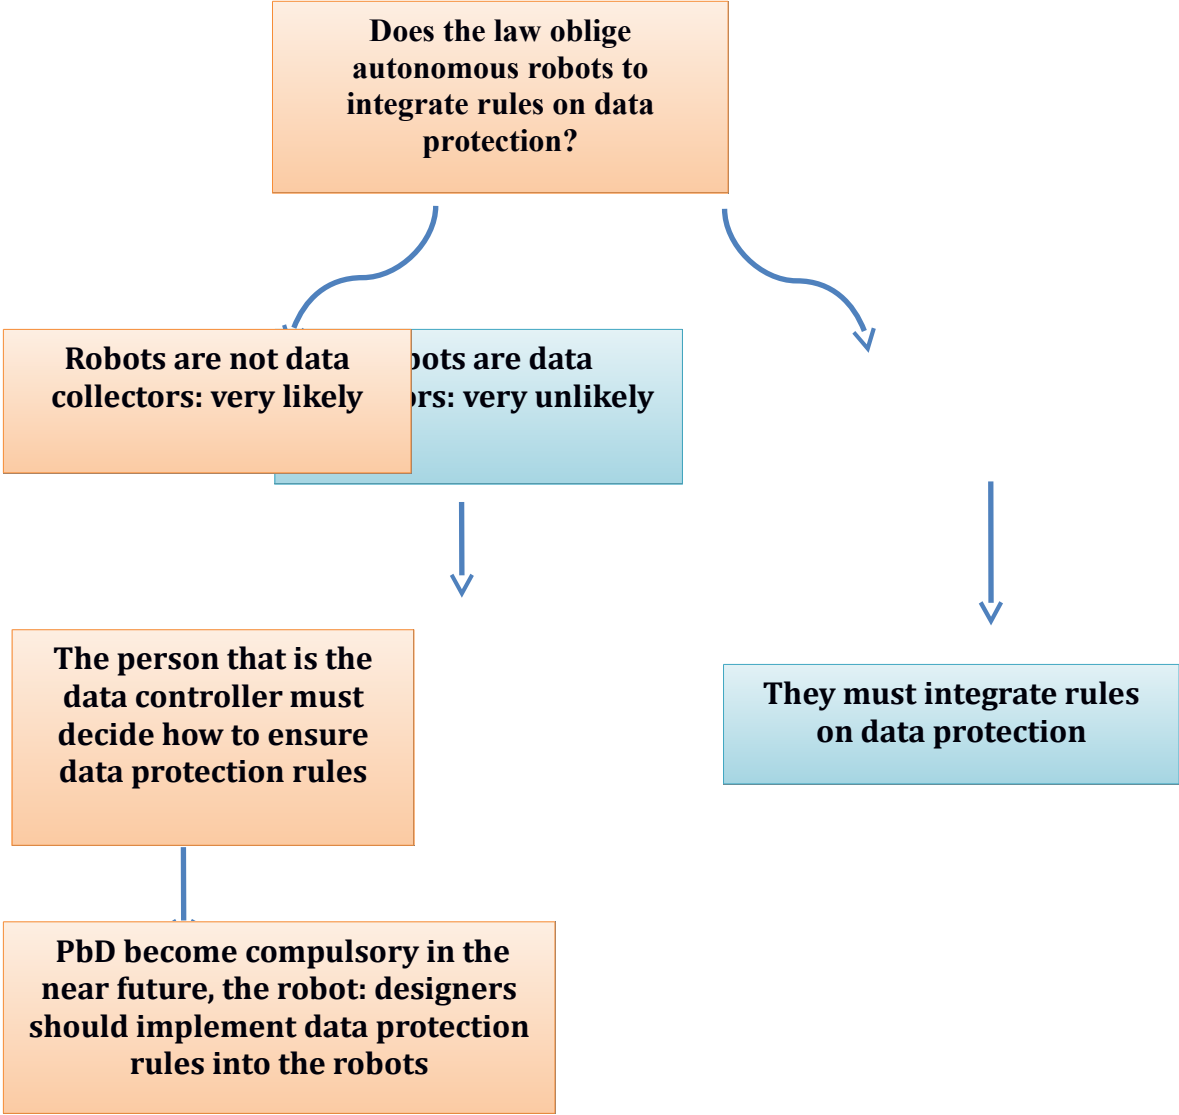 Does the law oblige
autonomous robots to
integrate rules on data
protection?
Robots are not data
collectors: very likely
are data
very unlikely
The person that is the
data controller must
decide how to ensure
data protection rules
They must integrate rules
on data protection
PbD become compulsory in the
near future, the robot: designers
should implement data protection
rules into the robots